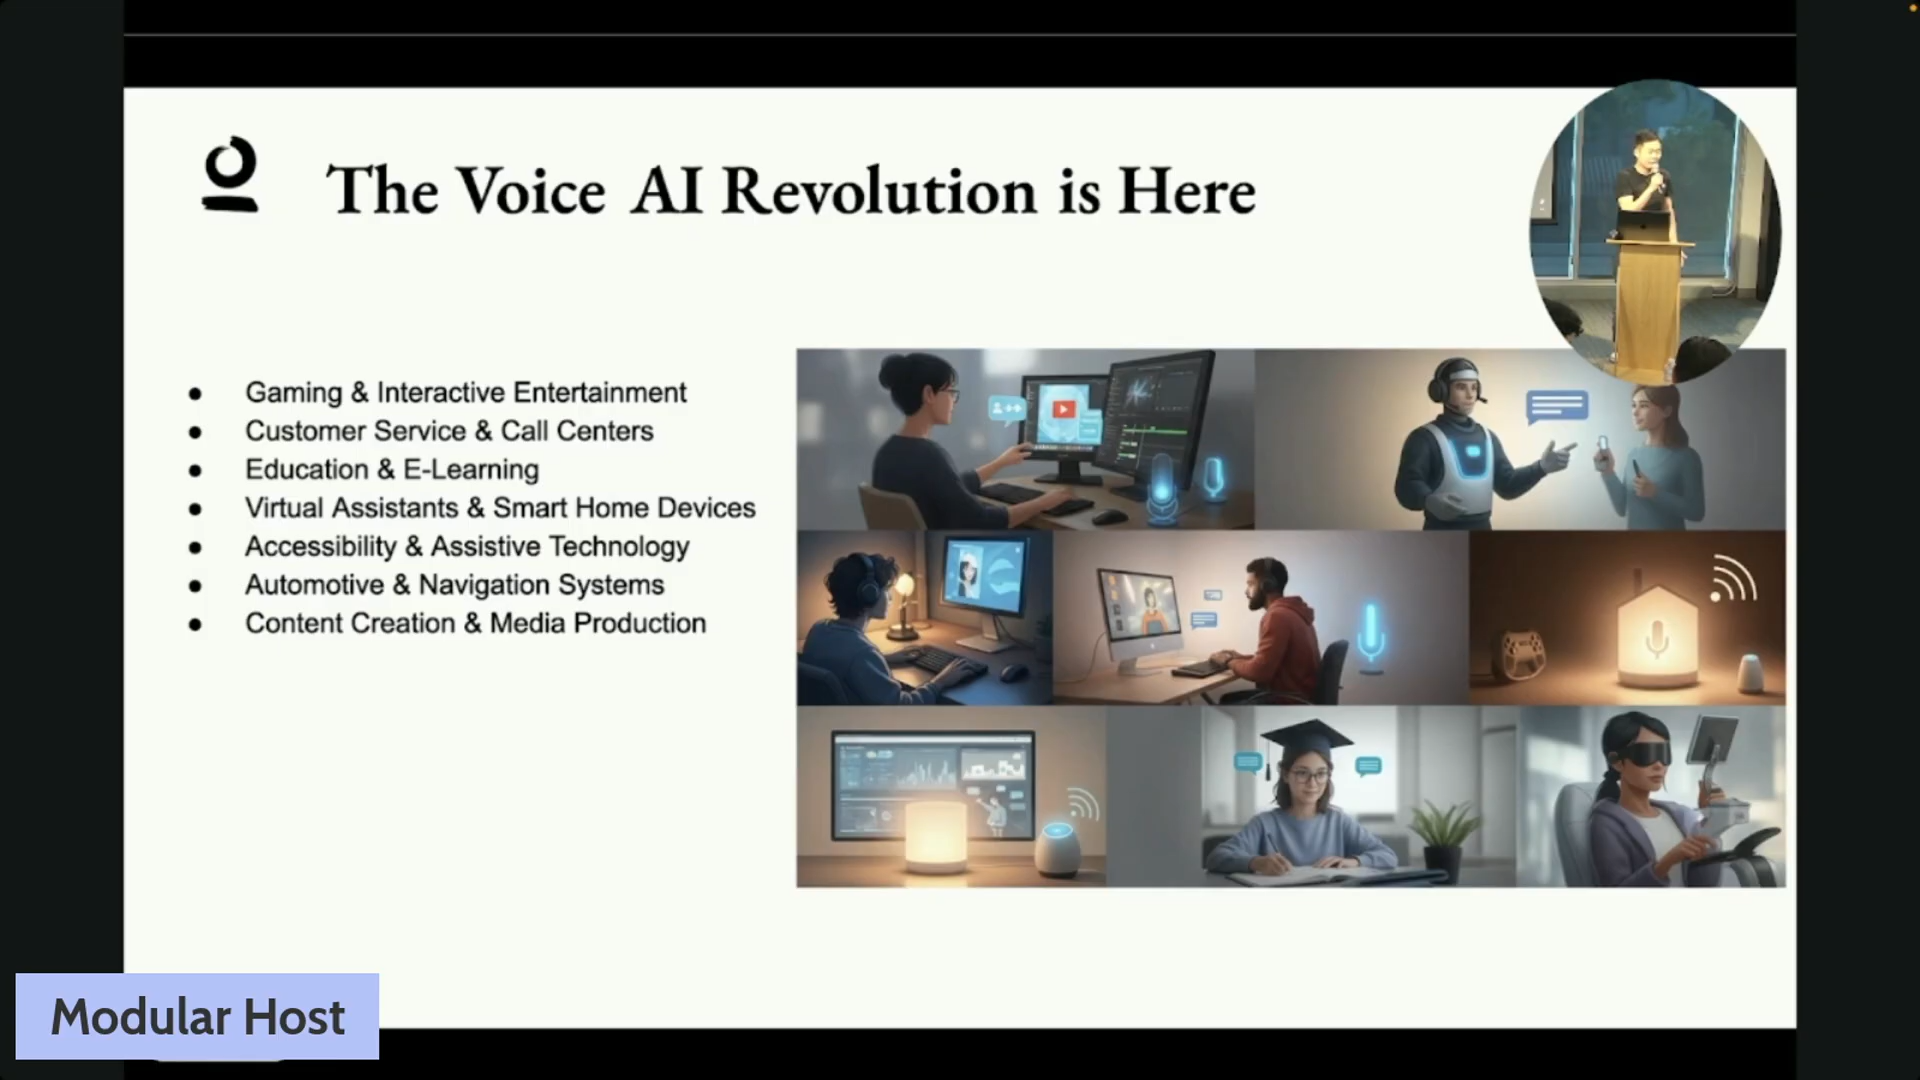 The Voice AI Revolution is Here
● Gaming & Interactive Entertainment
● Customer Service & Call Centers
● Education & E-Learning
● Virtual Assistants & Smart Home Devices
● Accessibility & Assistive Technology
● Automotive & Navigation Systems
● Content Creation & Media Production
Modular Host